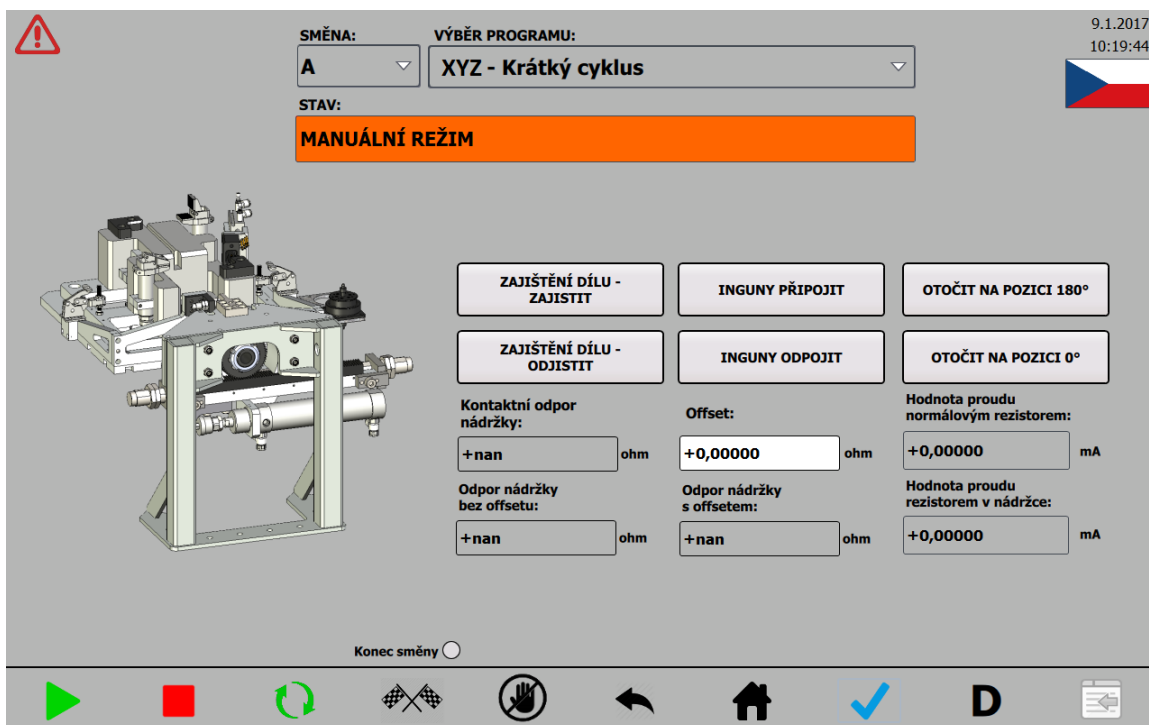 9.1.2017
10:19:44
SMĚNA:
VÝBĚR PROGRAMU:
A
XYZ - Krátký cyklus
STAV:
MANUÁLNÍ REŽIM
ZAJIŠTĚNÍ DÍLU -
ZAJISTIT
INGUNY PŘIPOJIT
OTOČIT NA POZICI 180°
ZAJIŠTĚNÍ DÍLU -
ODJISTIT
INGUNY ODPOJIT
OTOČIT NA POZICI 0°
Kontaktní odpor
nádržky:
+nan
ohm
Offset:
+0,00000
ohm
Hodnota proudu
normálovým rezistorem:
+0,00000
mA
Odpor nádržky
bez offsetu:
+nan
ohm
Odpor nádržky
s offsetem:
+nan
ohm
Hodnota proudu
rezistorem v nádržce:
+0,00000
mA
Konec směny
D